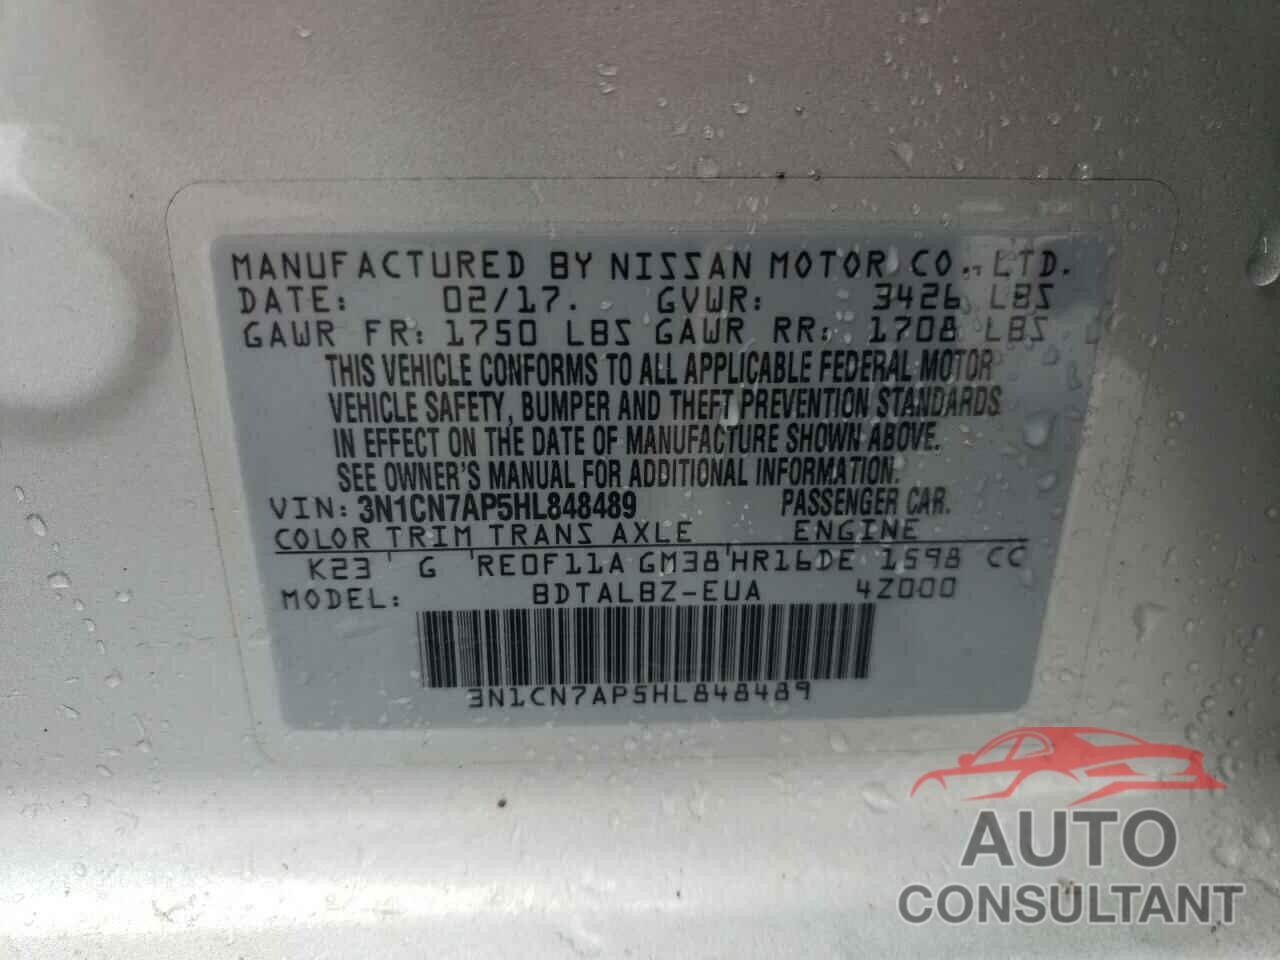 MANUFACTURED BY NISSAN MOTOR CO., LTD.
DATE: 02/17. GVWR: 3426 LBS
GAWR FR: 1750 LBS GAWR RR: 1708 LBS
THIS VEHICLE CONFORMS TO ALL APPLICABLE FEDERAL MOTOR
VEHICLE SAFETY, BUMPER AND THEFT PREVENTION STANDARDS
IN EFFECT ON THE DATE OF MANUFACTURE SHOWN ABOVE.
SEE OWNER'S MANUAL FOR ADDITIONAL INFORMATION.
VIN: 3N1CN7AP5HL848489 PASSENGER CAR.
COLOR TRIM TRANS AXLE ENGINE
K23 G RE0F11A GM38 HR16DE 1598 CC
MODEL: BDTALBZ-EUA 4Z000
3N1CN7AP5HL848489
AUTO
CONSULTANT